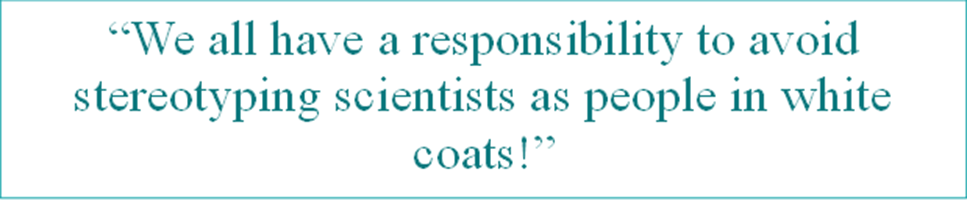 “We all have a responsibility to avoid
stereotyping scientists as people in white
coats!”